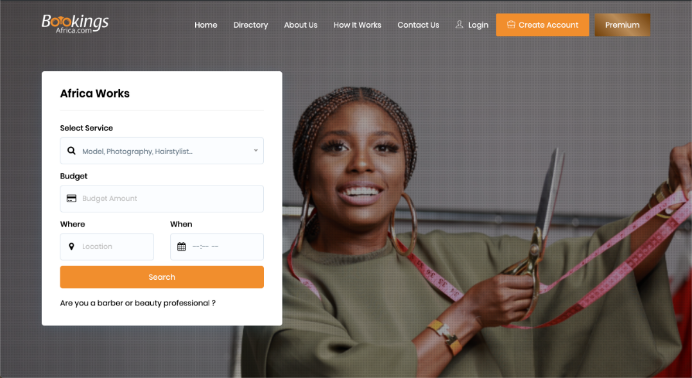 Bookings
Africa.com
Home
Directory
About Us
How It Works
Contact Us
Login
Create Account
Premium
Africa Works
Select Service
Model, Photography, Hairstylist...
Budget
Budget Amount
Where
When
Location
--:-- --
Search
Are you a barber or beauty professional ?